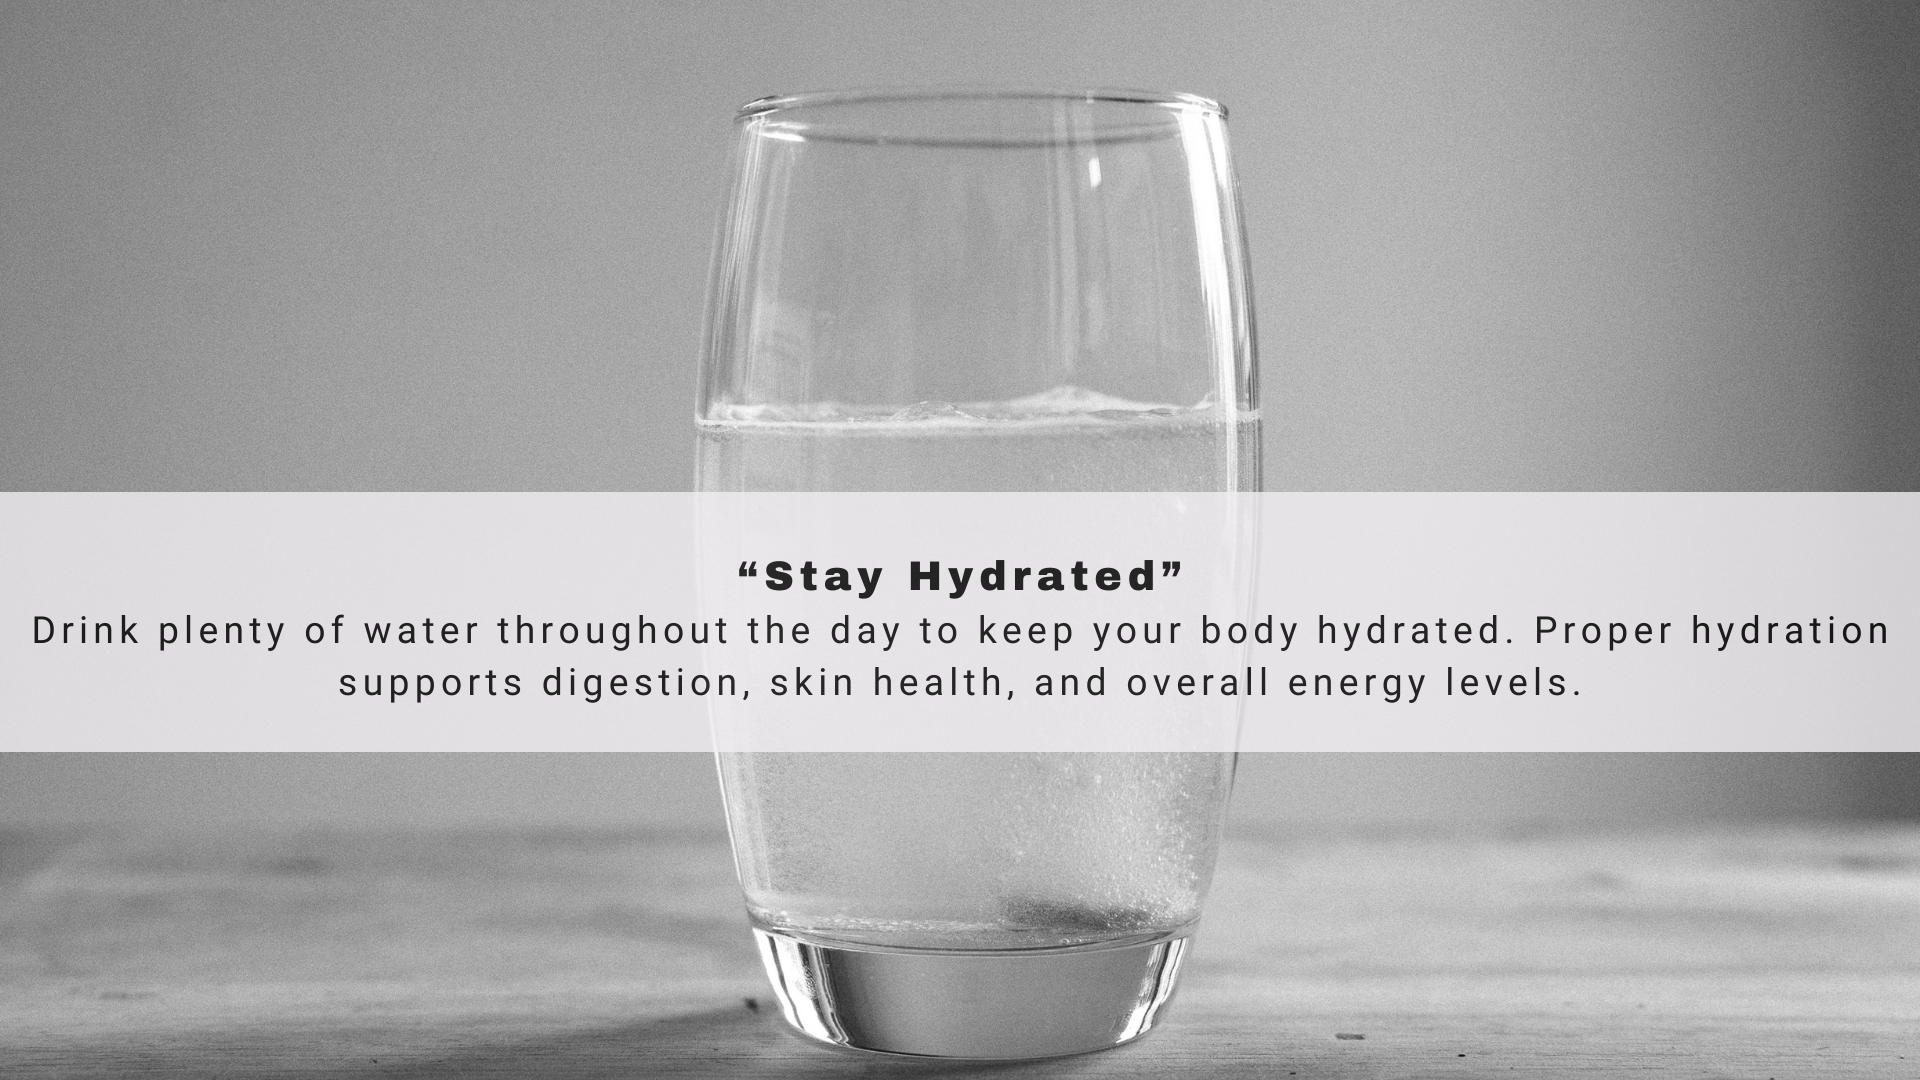 “Stay Hydrated”
Drink plenty of water throughout the day to keep your body hydrated. Proper hydration
supports digestion, skin health, and overall energy levels.